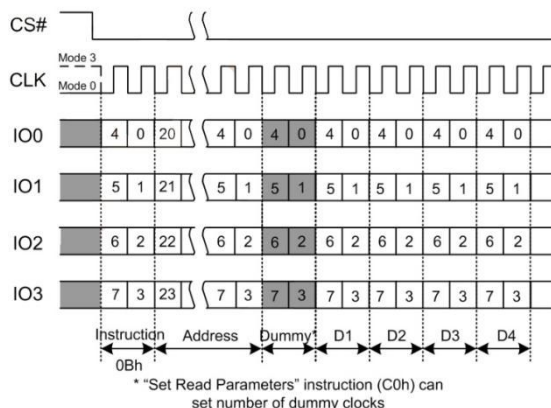 CS#
Mode 3
CLK
Mode 0
IO0 4 0 20 4 0 4 0 4 0 4 0 4 0 4 0
IO1 5 1 21 5 1 5 1 5 1 5 1 5 1 5 1
IO2 6 2 22 6 2 6 2 6 2 6 2 6 2 6 2
IO3 7 3 23 7 3 7 3 7 3 7 3 7 3 7 3
Instruction Address Dummy* D1 D2 D3 D4
0Bh
* "Set Read Parameters" instruction (C0h) can
set number of dummy clocks